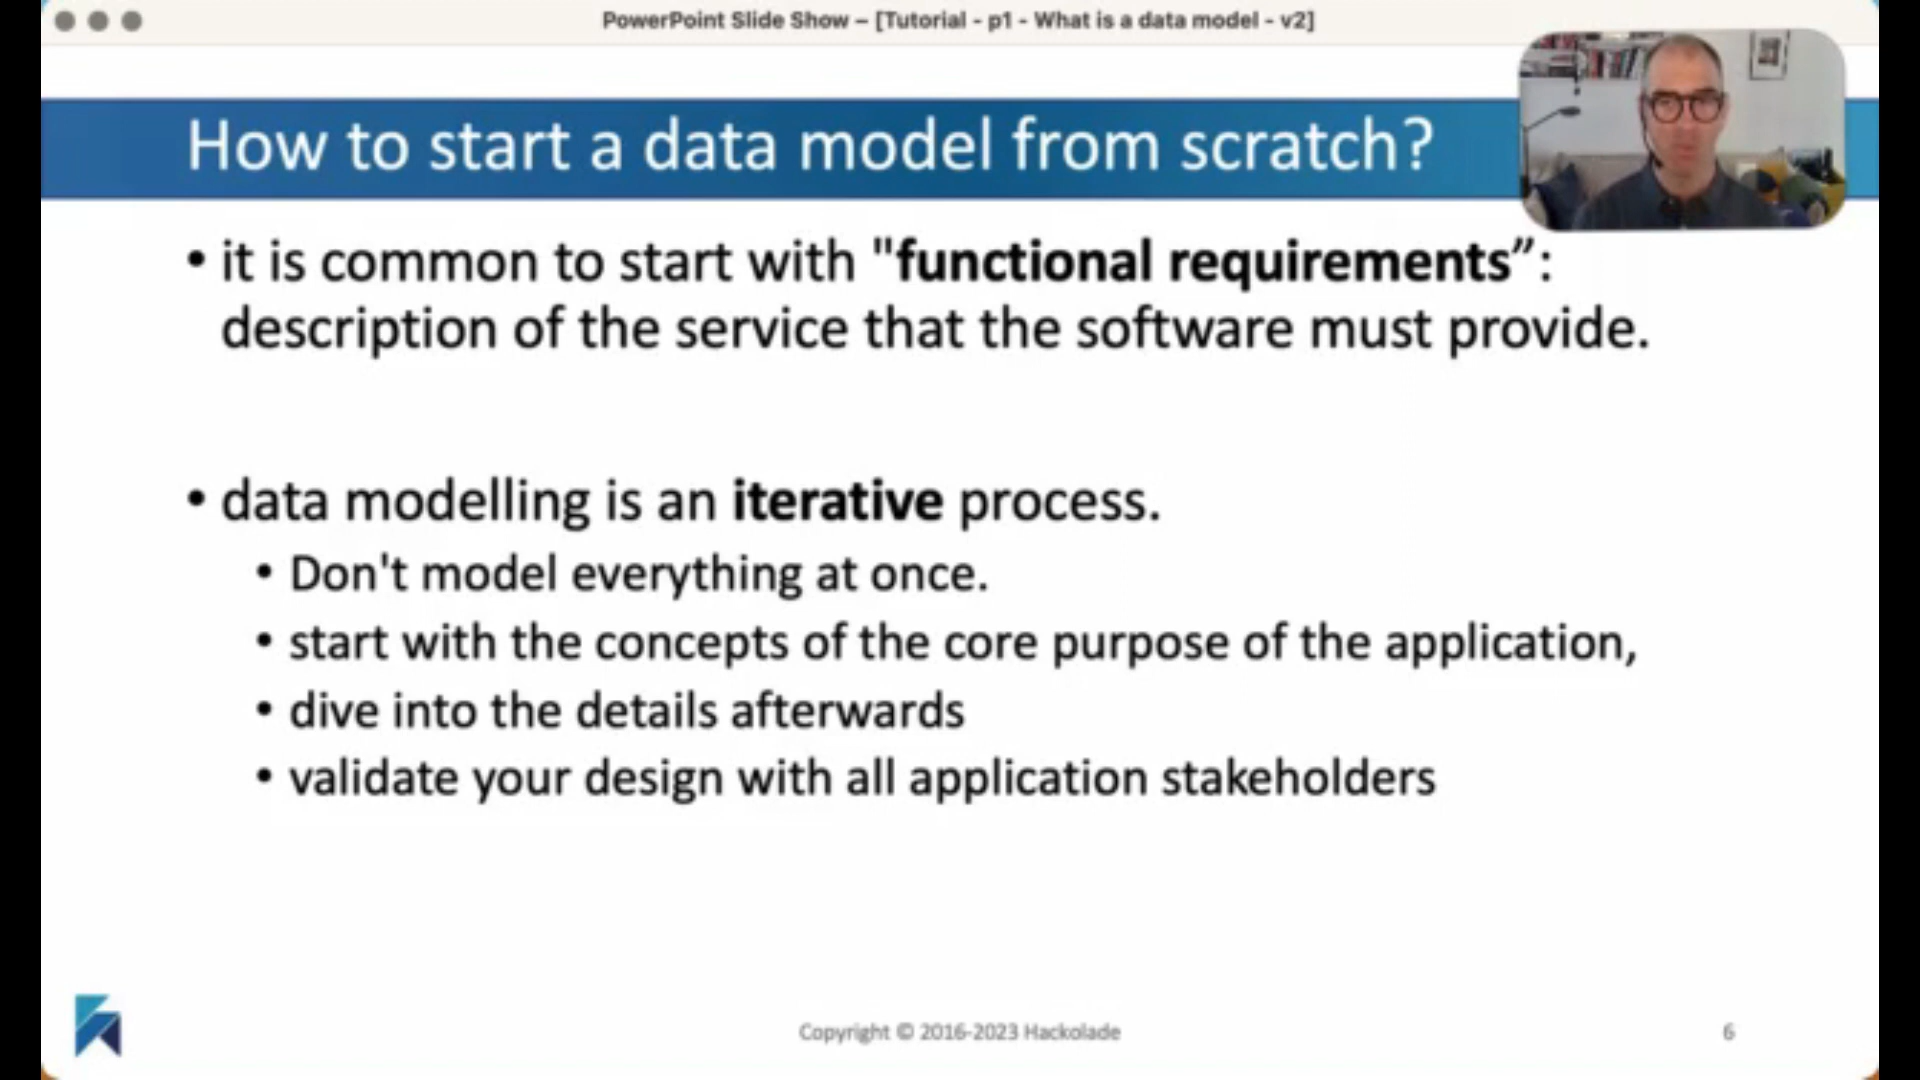 PowerPoint Slide Show – [Tutorial - p1 - What is a data model - v2]
How to start a data model from scratch?
• it is common to start with "functional requirements”:
description of the service that the software must provide.
• data modelling is an iterative process.
• Don't model everything at once.
• start with the concepts of the core purpose of the application,
• dive into the details afterwards
• validate your design with all application stakeholders
Copyright © 2016-2023 Hackolade
6